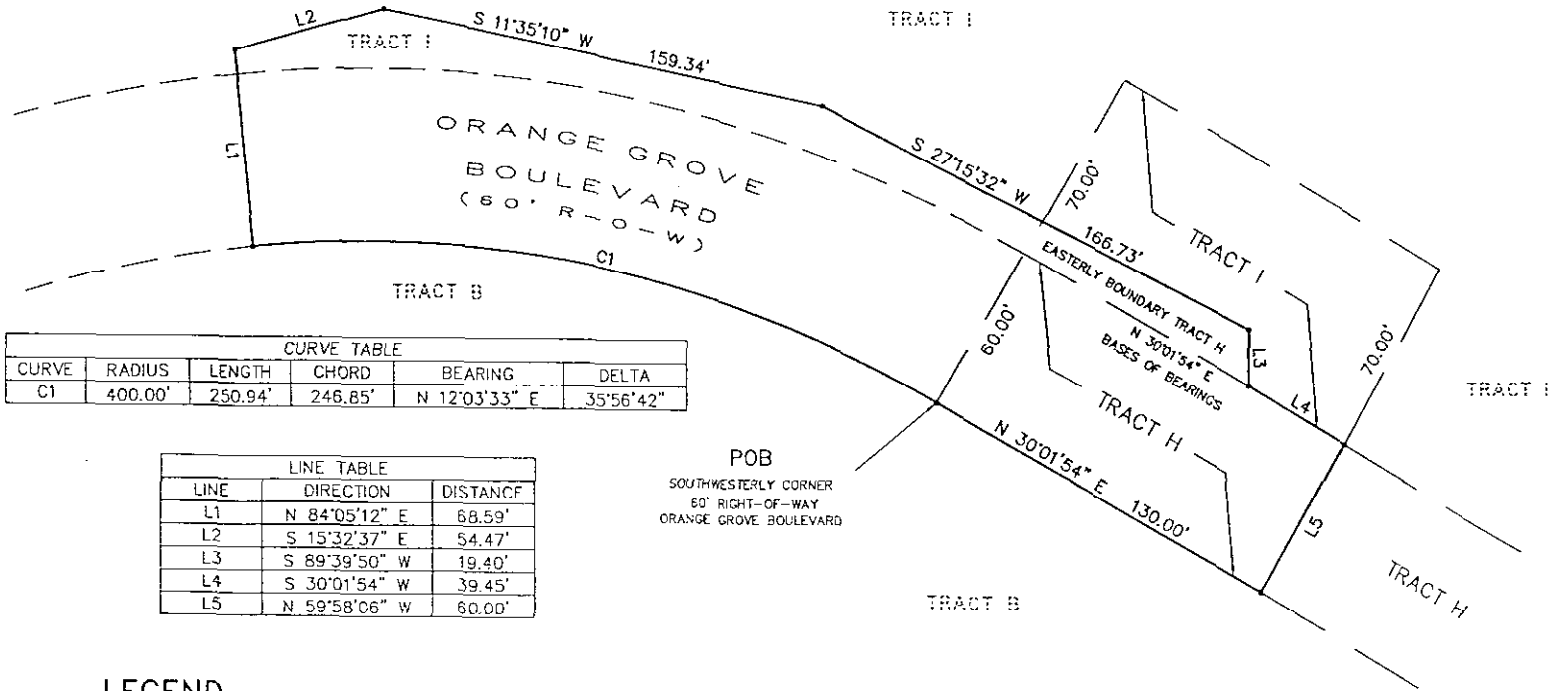 L2
S 11°35'10" W
159.34'
TRACT I
TRACT I
L1
ORANGE GROVE
BOULEVARD
(60' R-O-W)
C1
TRACT B
S 27°15'32" W
166.73'
70.00'
TRACT I
EASTERLY BOUNDARY TRACT H
N 30°01'54" E
BASES OF BEARINGS
L3
L4
70.00'
TRACT I
60.00'
TRACT H
N 30°01'54" E
130.00'
L5
TRACT H
TRACT B
POB
SOUTHWESTERLY CORNER
60' RIGHT-OF-WAY
ORANGE GROVE BOULEVARD
CURVE TABLE
CURVE RADIUS LENGTH CHORD BEARING DELTA
C1 400.00' 250.94' 246.85' N 12°03'33" E 35°56'42"
LINE TABLE
LINE DIRECTION DISTANCE
L1 N 84°05'12" E 68.59'
L2 S 15°32'37" E 54.47'
L3 S 89°39'50" W 19.40'
L4 S 30°01'54" W 39.45'
L5 N 59°58'06" W 60.00'
LEGEND